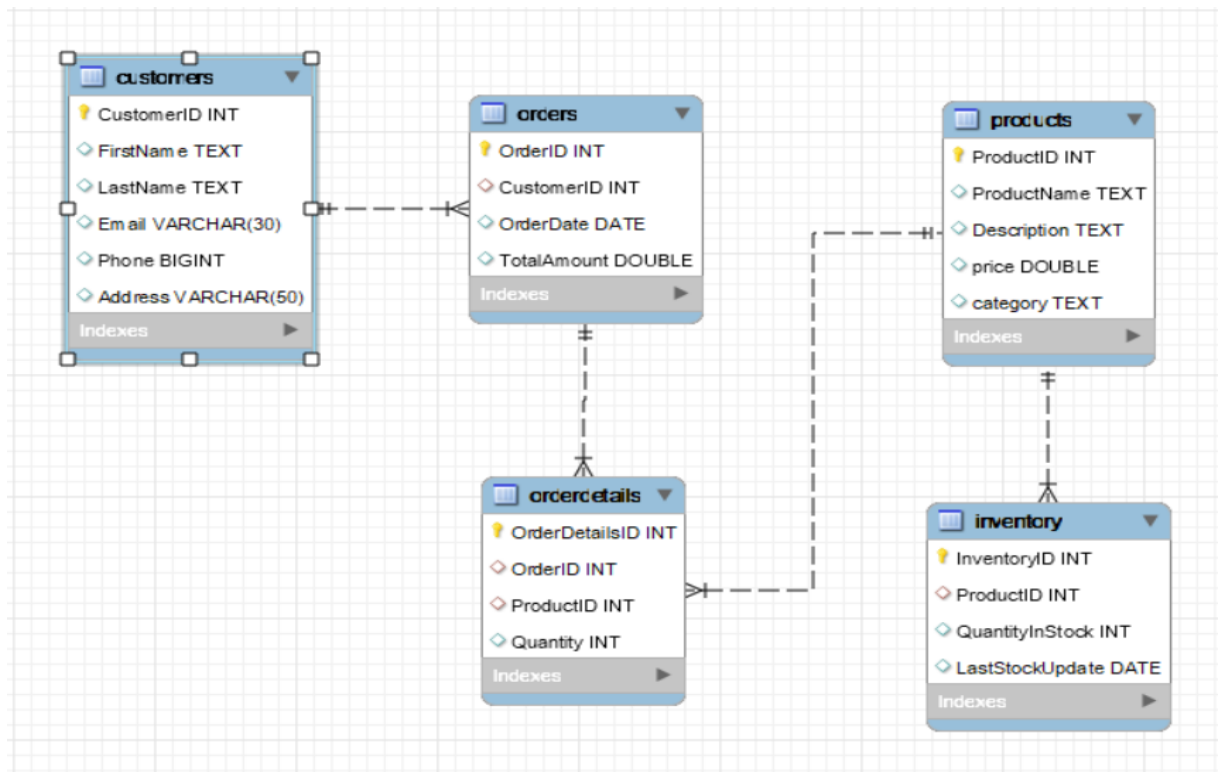 customers
CustomerID INT
FirstName TEXT
LastName TEXT
Email VARCHAR(30)
Phone BIGINT
Address VARCHAR(50)
Indexes
orders
OrderID INT
CustomerID INT
OrderDate DATE
TotalAmount DOUBLE
Indexes
products
ProductID INT
ProductName TEXT
Description TEXT
price DOUBLE
category TEXT
Indexes
orderdetails
OrderDetailsID INT
OrderID INT
ProductID INT
Quantity INT
Indexes
inventory
InventoryID INT
ProductID INT
QuantityInStock INT
LastStockUpdate DATE
Indexes